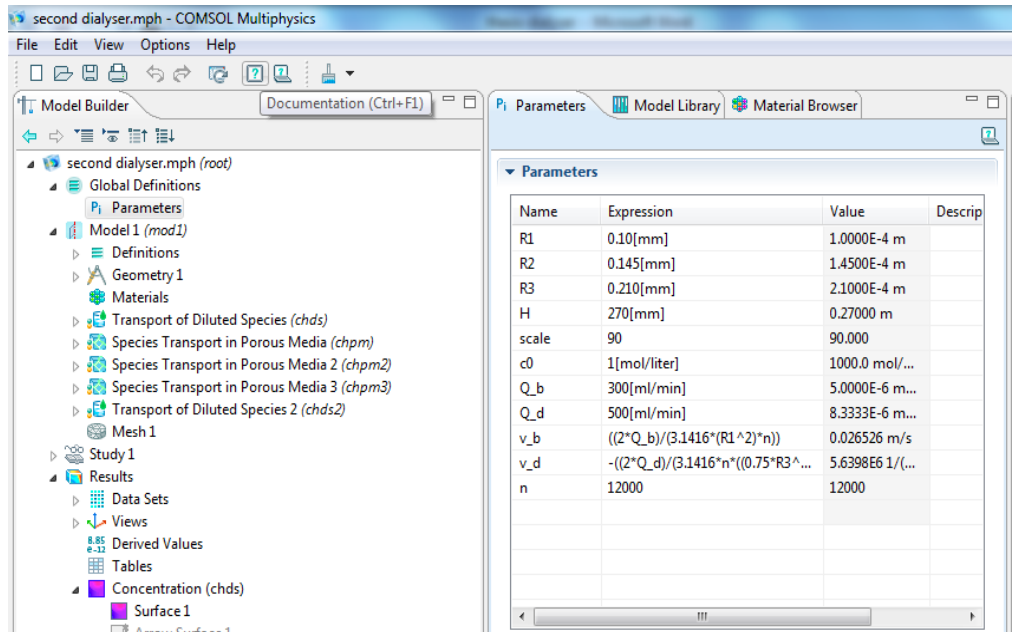 second dialyser.mph - COMSOL Multiphysics
File Edit View Options Help
Model Builder
Documentation (Ctrl+F1)
second dialyser.mph (root)
Global Definitions
Pi Parameters
Model 1 (mod1)
Definitions
Geometry 1
Materials
Transport of Diluted Species (chds)
Species Transport in Porous Media (chpm)
Species Transport in Porous Media 2 (chpm2)
Species Transport in Porous Media 3 (chpm3)
Transport of Diluted Species 2 (chds2)
Mesh 1
Study 1
Results
Data Sets
Views
8.85 e-12 Derived Values
Tables
Concentration (chds)
Surface 1
Arrow Surface 1
Pi Parameters Model Library Material Browser
Parameters
Name Expression Value Descrip
R1 0.10[mm] 1.0000E-4 m
R2 0.145[mm] 1.4500E-4 m
R3 0.210[mm] 2.1000E-4 m
H 270[mm] 0.27000 m
scale 90 90.000
c0 1[mol/liter] 1000.0 mol/...
Q_b 300[ml/min] 5.0000E-6 m...
Q_d 500[ml/min] 8.3333E-6 m...
v_b ((2*Q_b)/(3.1416*(R1^2)*n)) 0.026526 m/s
v_d -((2*Q_d)/(3.1416*n*((0.75*R3^... 5.6398E6 1/(...
n 12000 12000